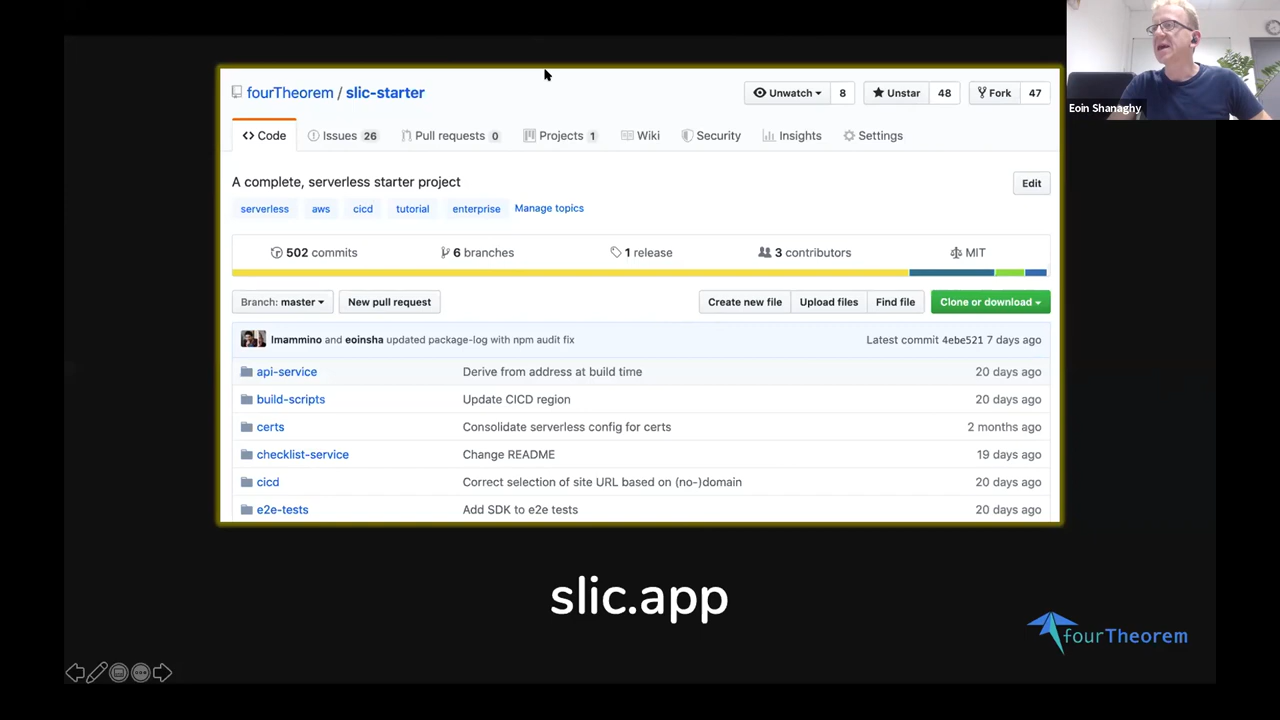 fourTheorem / slic-starter
Unwatch 8
Unstar 48
Fork 47
Eoin Shanaghy
Code
Issues 26
Pull requests 0
Projects 1
Wiki
Security
Insights
Settings
A complete, serverless starter project
Edit
serverless aws cicd tutorial enterprise Manage topics
502 commits
6 branches
1 release
3 contributors
MIT
Branch: master
New pull request
Create new file
Upload files
Find file
Clone or download
lmammino and eoinsha updated package-log with npm audit fix
Latest commit 4ebe521 7 days ago
api-service Derive from address at build time 20 days ago
build-scripts Update CICD region 20 days ago
certs Consolidate serverless config for certs 2 months ago
checklist-service Change README 19 days ago
cicd Correct selection of site URL based on (no-)domain 20 days ago
e2e-tests Add SDK to e2e tests 20 days ago
slic.app
fourTheorem